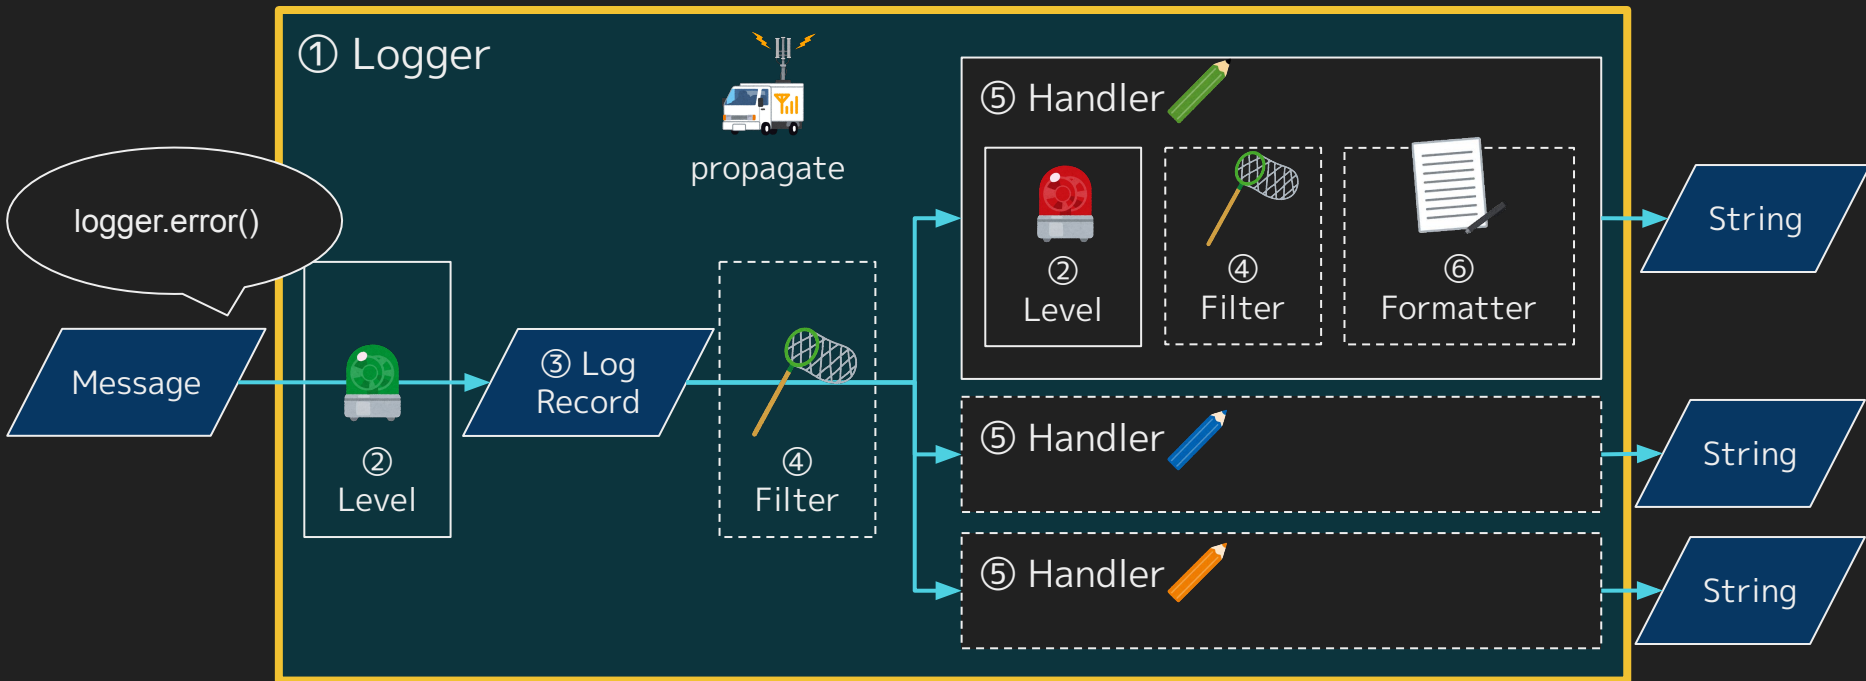 ① Logger
propagate
logger.error()
Message
②
Level
③ Log
Record
④
Filter
⑤ Handler
②
Level
④
Filter
⑥
Formatter
String
⑤ Handler
String
⑤ Handler
String